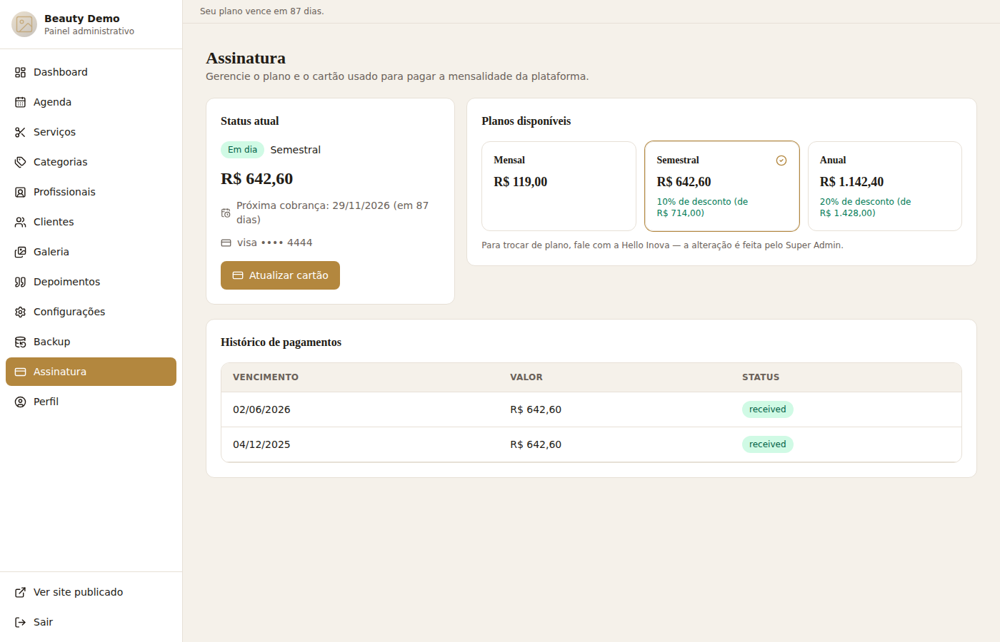 Beauty Demo
Painel administrativo
Dashboard
Agenda
Serviços
Categorias
Profissionais
Clientes
Galeria
Depoimentos
Configurações
Backup
Assinatura
Perfil
Ver site publicado
Sair
Seu plano vence em 87 dias.
Assinatura
Gerencie o plano e o cartão usado para pagar a mensalidade da plataforma.
Status atual
Em dia Semestral
R$ 642,60
Próxima cobrança: 29/11/2026 (em 87
dias)
visa •••• 4444
Atualizar cartão
Planos disponíveis
Mensal
R$ 119,00
Semestral
R$ 642,60
10% de desconto (de
R$ 714,00)
Anual
R$ 1.142,40
20% de desconto (de
R$ 1.428,00)
Para trocar de plano, fale com a Hello Inova — a alteração é feita pelo Super Admin.
Histórico de pagamentos
VENCIMENTO VALOR STATUS
02/06/2026 R$ 642,60 received
04/12/2025 R$ 642,60 received